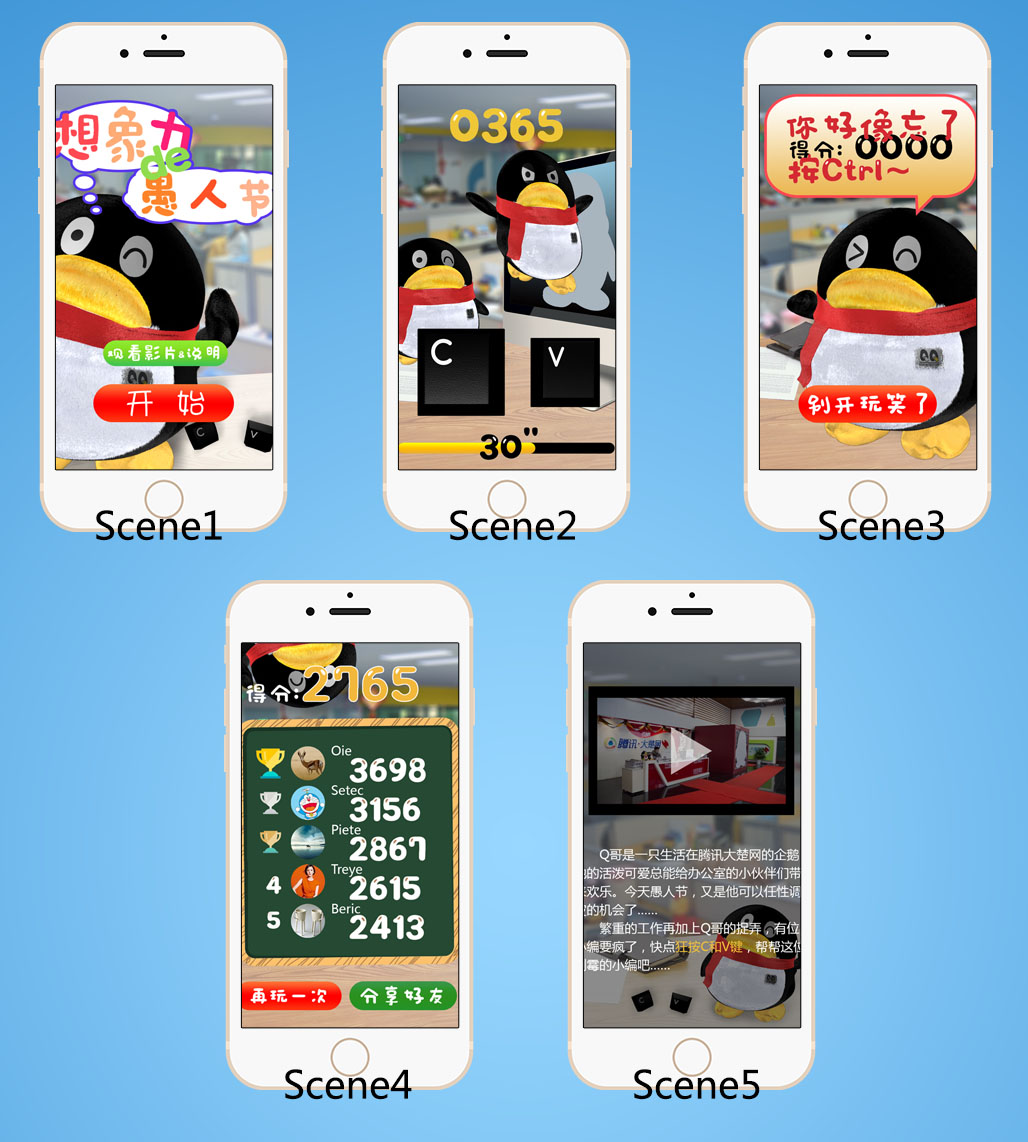 想象力
de
愚人节
观看影片&说明
开始
C
V
Scene1
0365
C
V
30"
Scene2
你好像忘了
得分: 0000
按Ctrl~
别开玩笑了
Scene3
得分:2765
Oie
3698
Setec
3156
Piete
2867
Treye
4
2615
Beric
5
2413
再玩一次
分享好友
Scene4
腾讯·大楚网
Q哥是一只生活在腾讯大楚网的企鹅
的活泼可爱总能给办公室的小伙伴们带
欢乐。今天愚人节，又是他可以任性调
的机会了......
繁重的工作再加上Q哥的捉弄，有位
小编要疯了，快点狂按C和V键，帮帮这位
霉的小编吧......
C
V
Scene5